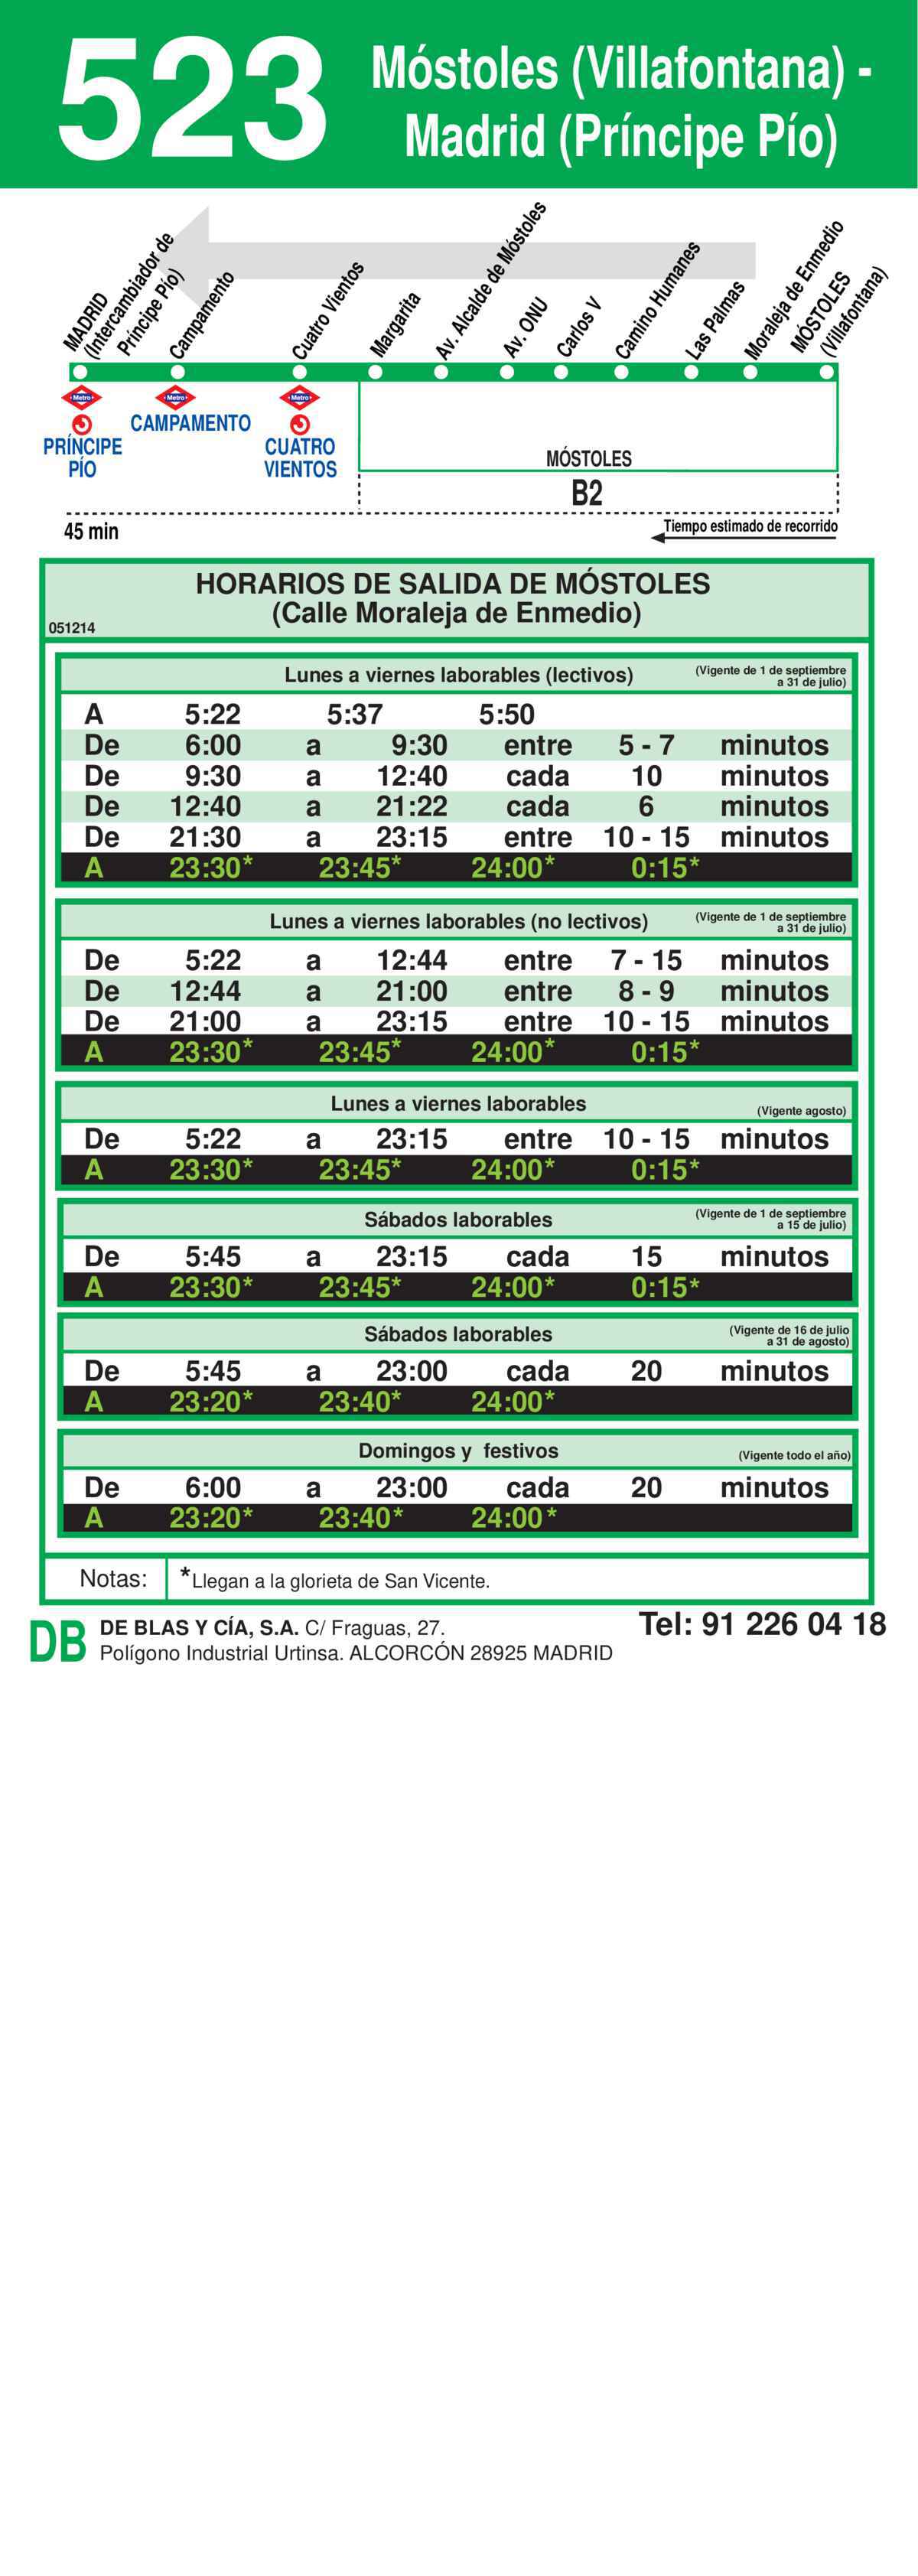 523
Móstoles (Villafontana) -
Madrid (Príncipe Pío)
MADRID
(Intercambiador de
Príncipe Pío)
Campamento
Cuatro Vientos
Margarita
Av. Alcalde de Móstoles
Av. ONU
Carlos V
Camino Humanes
Las Palmas
Moraleja de Enmedio
MÓSTOLES
(Villafontana)
Metro Metro Metro
PRÍNCIPE
PÍO
CAMPAMENTO
CUATRO
VIENTOS
MÓSTOLES
B2
45 min
Tiempo estimado de recorrido
HORARIOS DE SALIDA DE MÓSTOLES
(Calle Moraleja de Enmedio)
051214
Lunes a viernes laborables (lectivos) (Vigente de 1 de septiembre
a 31 de julio)
A 5:22 5:37 5:50
De 6:00 a 9:30 entre 5 - 7 minutos
De 9:30 a 12:40 cada 10 minutos
De 12:40 a 21:22 cada 6 minutos
De 21:30 a 23:15 entre 10 - 15 minutos
A 23:30* 23:45* 24:00* 0:15*
Lunes a viernes laborables (no lectivos) (Vigente de 1 de septiembre
a 31 de julio)
De 5:22 a 12:44 entre 7 - 15 minutos
De 12:44 a 21:00 entre 8 - 9 minutos
De 21:00 a 23:15 entre 10 - 15 minutos
A 23:30* 23:45* 24:00* 0:15*
Lunes a viernes laborables (Vigente agosto)
De 5:22 a 23:15 entre 10 - 15 minutos
A 23:30* 23:45* 24:00* 0:15*
Sábados laborables (Vigente de 1 de septiembre
a 15 de julio)
De 5:45 a 23:15 cada 15 minutos
A 23:30* 23:45* 24:00* 0:15*
Sábados laborables (Vigente de 16 de julio
a 31 de agosto)
De 5:45 a 23:00 cada 20 minutos
A 23:20* 23:40* 24:00*
Domingos y festivos (Vigente todo el año)
De 6:00 a 23:00 cada 20 minutos
A 23:20* 23:40* 24:00*
Notas: *Llegan a la glorieta de San Vicente.
DB
DE BLAS Y CÍA, S.A. C/ Fraguas, 27.
Polígono Industrial Urtinsa. ALCORCÓN 28925 MADRID
Tel: 91 226 04 18